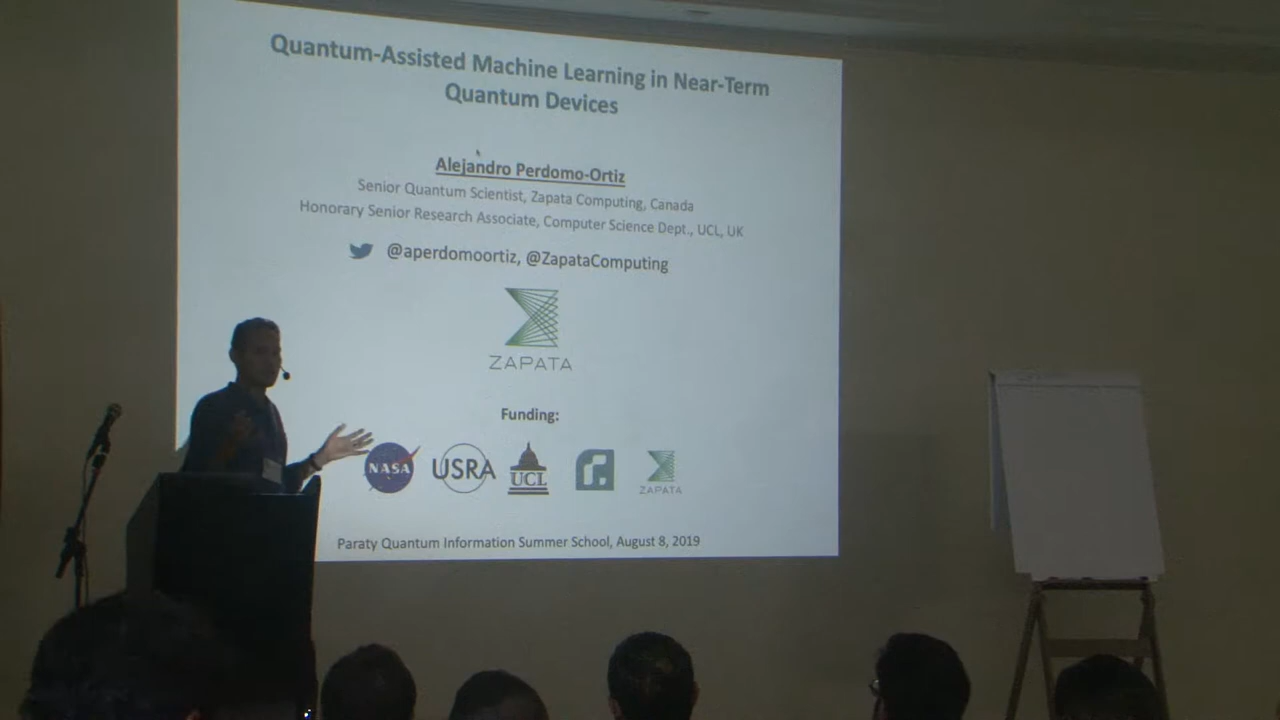 Quantum-Assisted Machine Learning in Near-Term
Quantum Devices
Alejandro Perdomo-Ortiz
Senior Quantum Scientist, Zapata Computing, Canada
Honorary Senior Research Associate, Computer Science Dept., UCL, UK
@aperdomoortiz, @ZapataComputing
ZAPATA
Funding:
NASA USRA UCL ZAPATA
Paraty Quantum Information Summer School, August 8, 2019